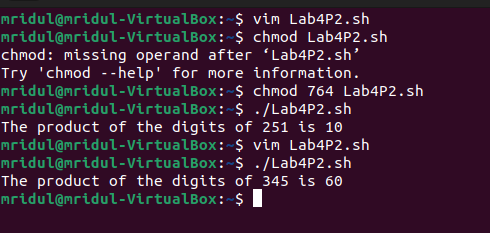 mridul@mridul-VirtualBox:~$ vim Lab4P2.sh
mridul@mridul-VirtualBox:~$ chmod Lab4P2.sh
chmod: missing operand after ‘Lab4P2.sh’
Try 'chmod --help' for more information.
mridul@mridul-VirtualBox:~$ chmod 764 Lab4P2.sh
mridul@mridul-VirtualBox:~$ ./Lab4P2.sh
The product of the digits of 251 is 10
mridul@mridul-VirtualBox:~$ vim Lab4P2.sh
mridul@mridul-VirtualBox:~$ ./Lab4P2.sh
The product of the digits of 345 is 60
mridul@mridul-VirtualBox:~$